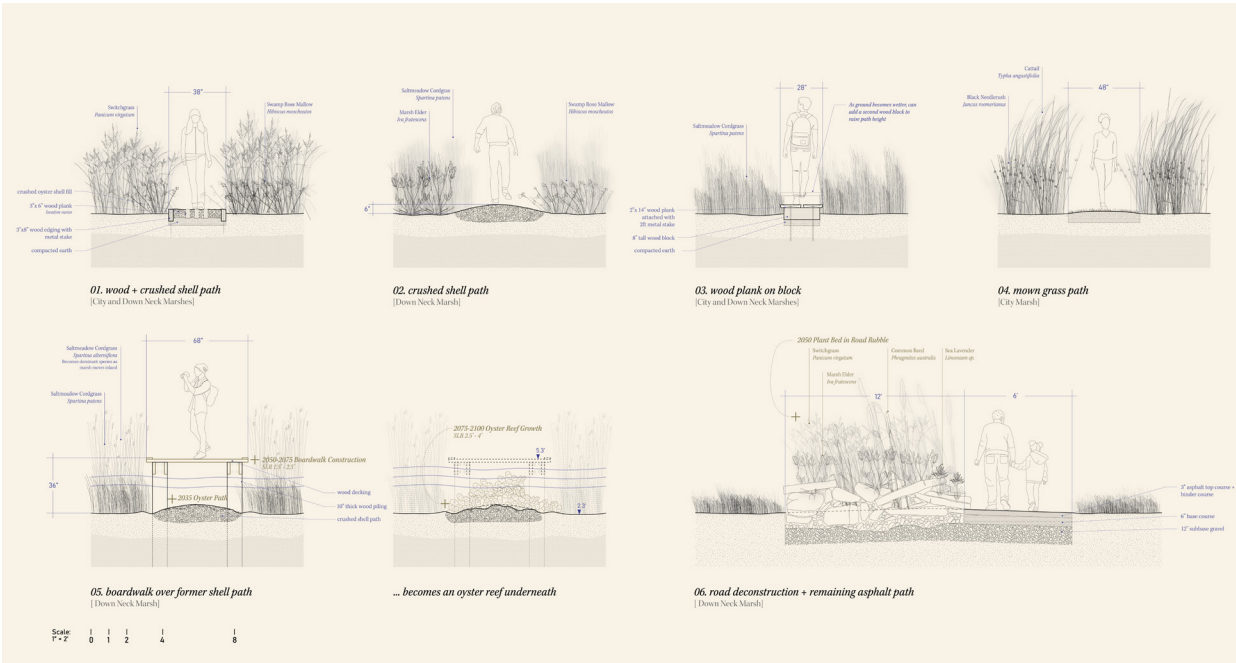 38"
Switchgrass
Panicum virgatum
Swamp Rose Mallow
Hibiscus moscheutos
crushed oyster shell fill
3"x 6" wood plank
3"x8" wood edging with
metal stake
compacted earth
01. wood + crushed shell path
[City and Down Neck Marshes]
Saltmeadow Cordgrass
Spartina patens
Marsh Elder
Iva frutescens
Swamp Rose Mallow
Hibiscus moscheutos
6"
02. crushed shell path
[Down Neck Marsh]
28"
As ground becomes wetter, can
add a second wood block to
raise path height
Saltmeadow Cordgrass
Spartina patens
2"x 14" wood plank
attached with
2ft metal stake
8" tall wood block
compacted earth
03. wood plank on block
[City and Down Neck Marshes]
Cattail
Typha angustifolia
Black Needlerush
Juncus roemerianus
48"
04. mown grass path
[City Marsh]
68"
Saltmeadow Cordgrass
Spartina alterniflora
Becomes dominant species as
marsh moves inland
Saltmeadow Cordgrass
Spartina patens
2050-2075 Boardwalk Construction
SLR 1.5' - 2.5'
36"
2035 Oyster Path
wood decking
10" thick wood piling
crushed shell path
05. boardwalk over former shell path
[ Down Neck Marsh]
2075-2100 Oyster Reef Growth
SLR 2.5' - 4'
5.3'
2.3'
... becomes an oyster reef underneath
2050 Plant Bed in Road Rubble
Switchgrass
Panicum virgatum
Common Reed
Phragmites australis
Sea Lavender
Limonium sp.
Marsh Elder
Iva frutescens
12'
6'
3" asphalt top course +
binder course
6" base course
12" subbase gravel
06. road deconstruction + remaining asphalt path
[ Down Neck Marsh]
Scale:
1" = 2'
0 1 2 4 8